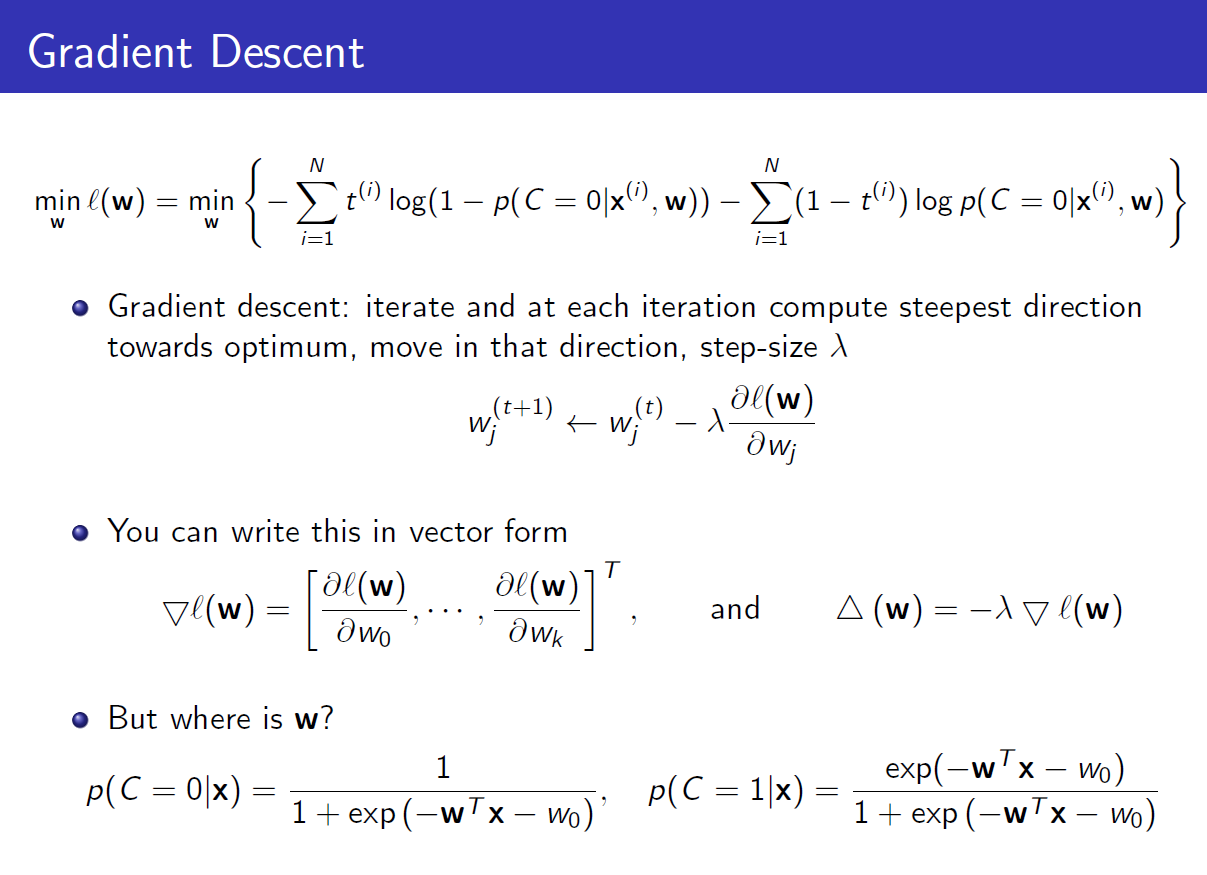 Gradient Descent
min_w ℓ(w) = min_w { − ∑_{i=1}^{N} t^(i) log(1 − p(C = 0|x^(i), w)) − ∑_{i=1}^{N} (1 − t^(i)) log p(C = 0|x^(i), w) }
Gradient descent: iterate and at each iteration compute steepest direction
towards optimum, move in that direction, step-size λ
w_j^(t+1) ← w_j^(t) − λ ∂ℓ(w)/∂w_j
You can write this in vector form
▽ℓ(w) = [ ∂ℓ(w)/∂w_0 , ⋯ , ∂ℓ(w)/∂w_k ]^T , and △ (w) = −λ ▽ ℓ(w)
But where is w?
p(C = 0|x) = 1 / (1 + exp (−w^T x − w_0)) , p(C = 1|x) = exp(−w^T x − w_0) / (1 + exp (−w^T x − w_0))